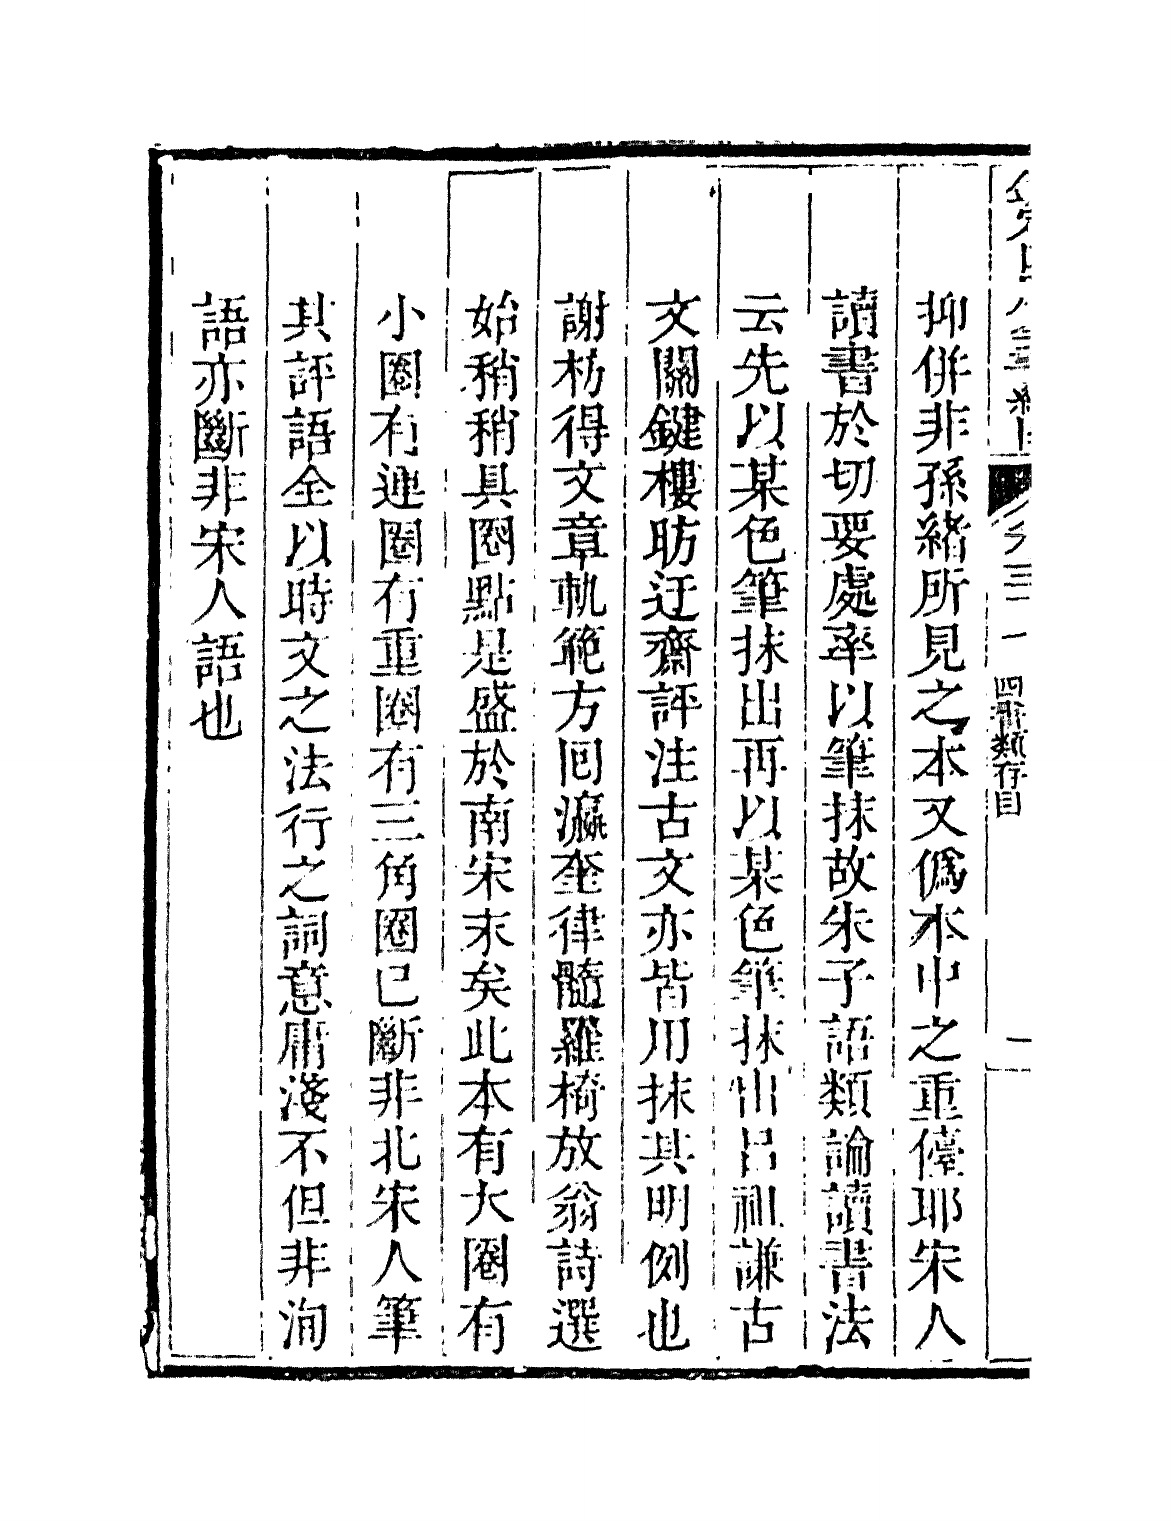 抑併非孫緒所見之本又僞本中之重儓耶宋人
讀書於切要處率以筆抹故朱子語類論讀書法
云先以某色筆抹出再以某色筆抹出呂祖謙古
文關鍵樓昉迂齋評注古文亦皆用抹其明例也
謝枋得文章軌範方回瀛奎律髓羅椅放翁詩選
始稍稍具圈點是盛於南宋末矣此本有大圈有
小圈有連圈有重圈有三角圈已斷非北宋人筆
其評語全以時文之法行之詞意庸淺不但非洵
語亦斷非宋人語也
四書類存目